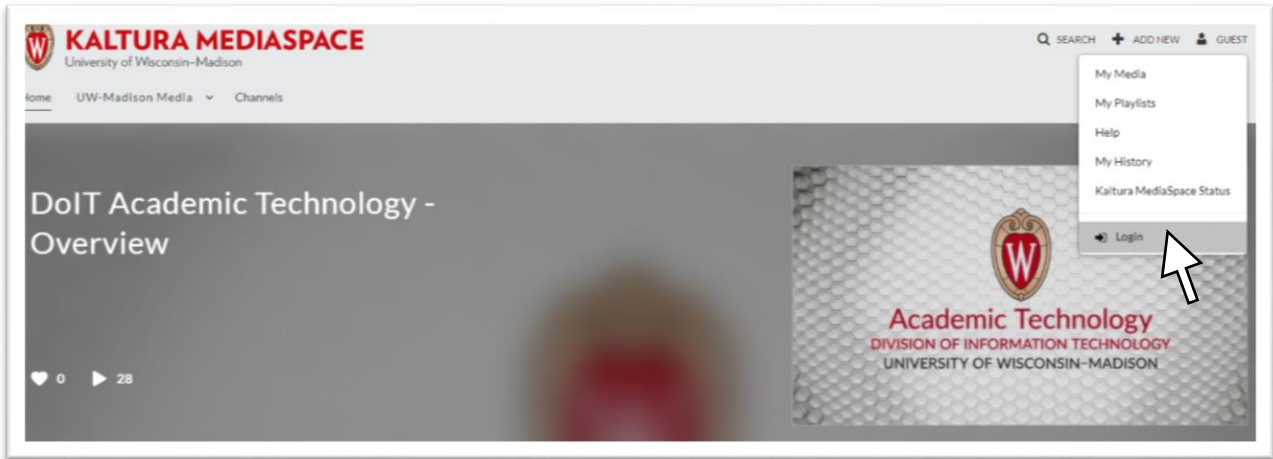 W
KALTURA MEDIASPACE
University of Wisconsin–Madison
SEARCH ADD NEW GUEST
Home UW-Madison Media Channels
My Media
My Playlists
Help
My History
Kaltura MediaSpace Status
Login
DoIT Academic Technology -
Overview
0 28
W
Academic Technology
DIVISION OF INFORMATION TECHNOLOGY
UNIVERSITY OF WISCONSIN–MADISON